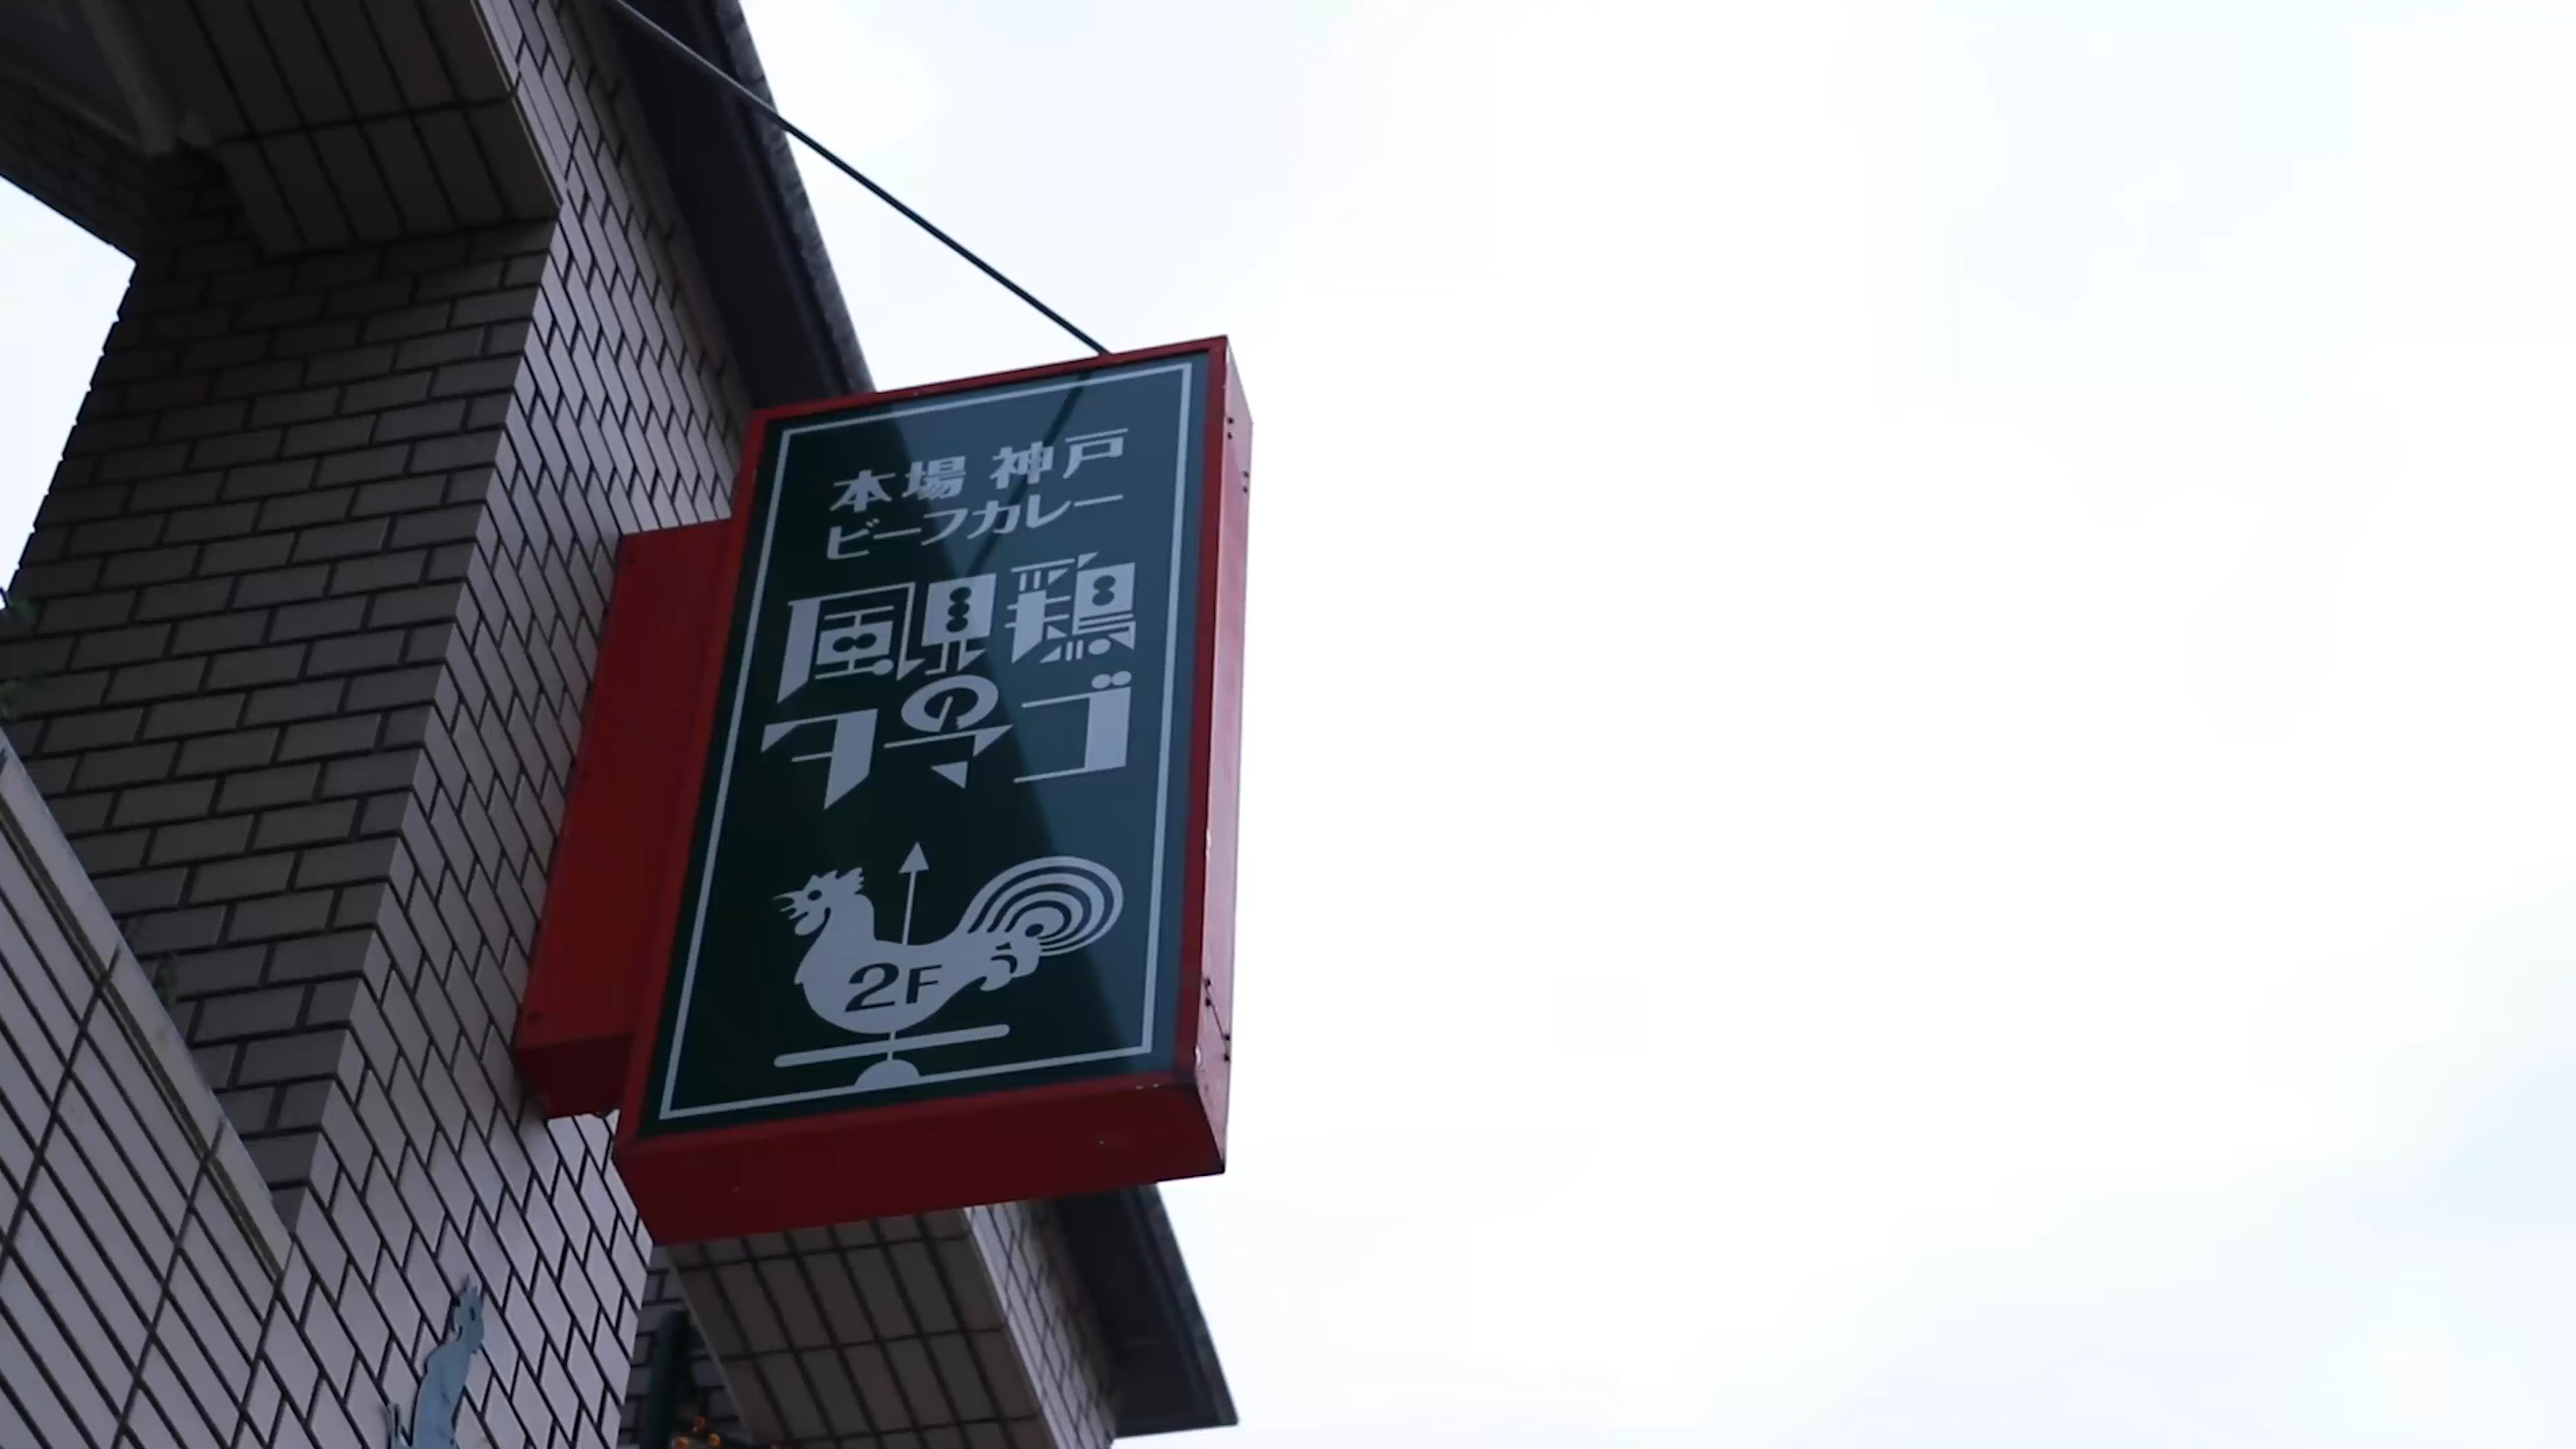 本場 神戸
ビーフカレー
風見鶏
の
タマゴ
2F